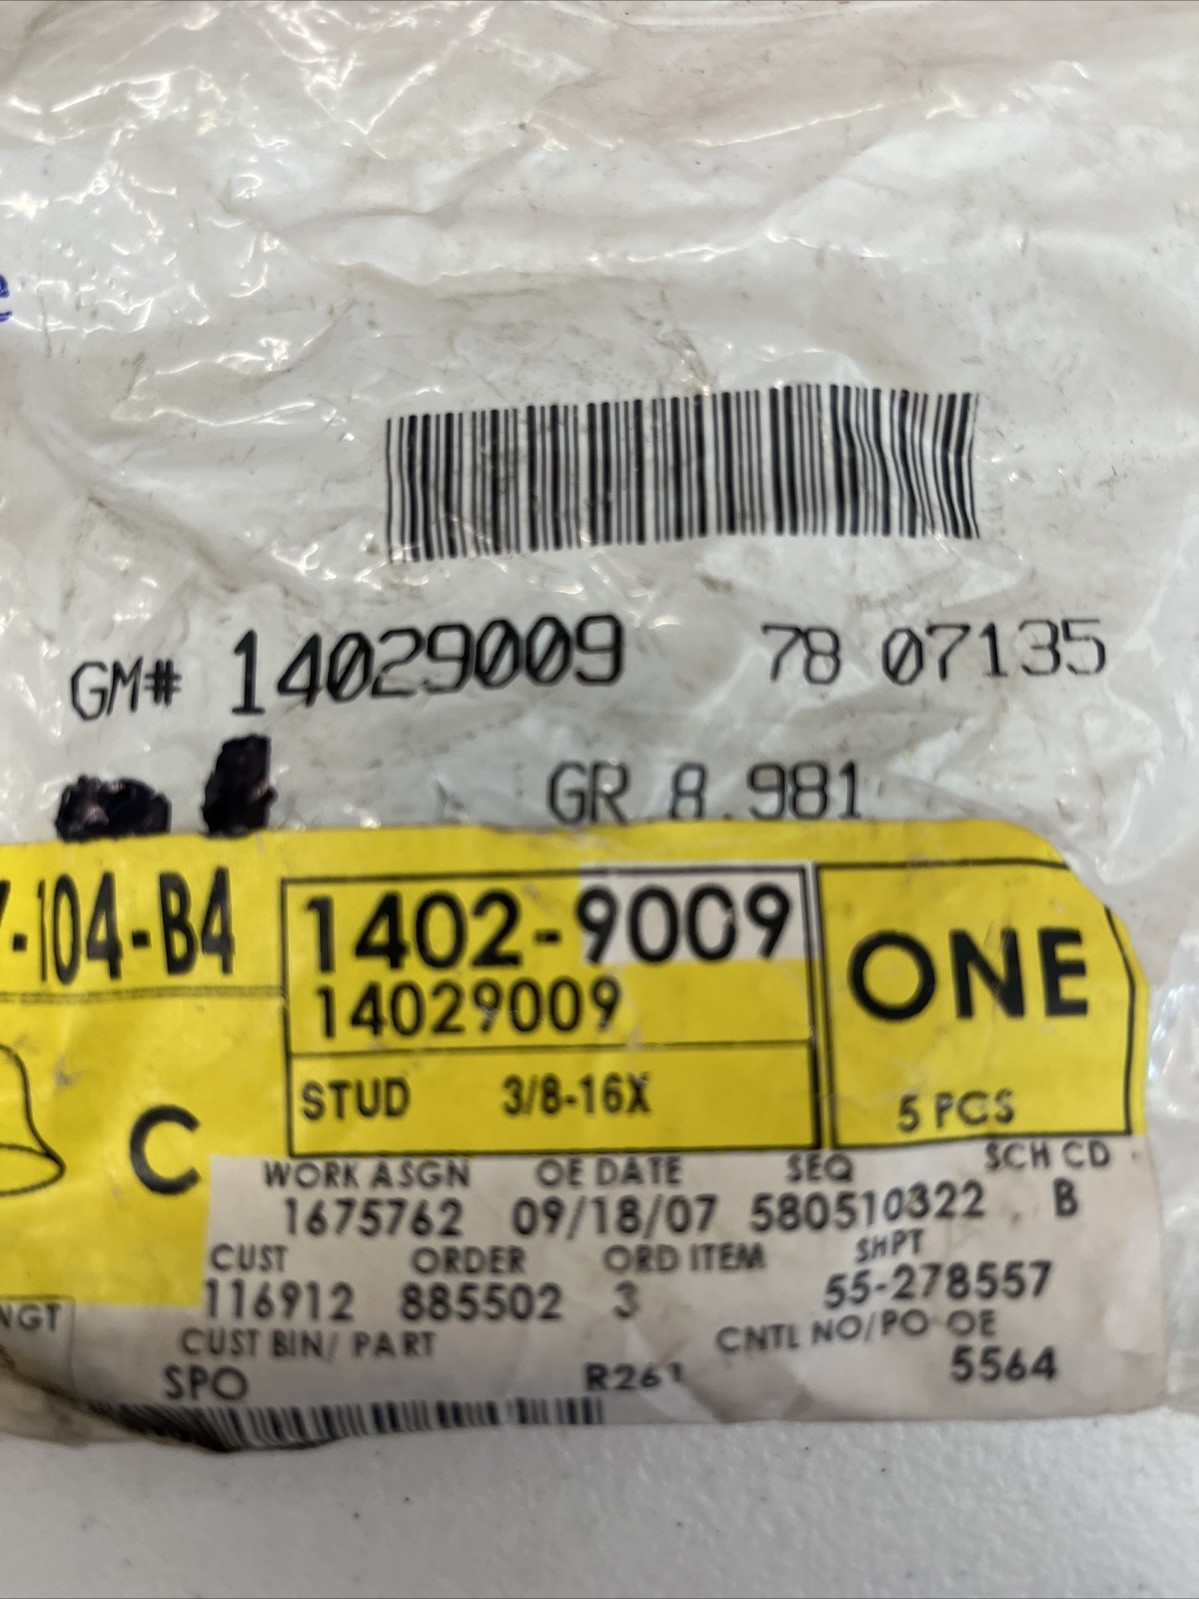 e
GM# 14029009 78 07135
GR 8.981
-104-B4
1402-9009
14029009
ONE
STUD 3/8-16X
5 PCS
C
WORK ASGN OE DATE SEQ SCH CD
1675762 09/18/07 580510322 B
CUST ORDER ORD ITEM SHPT
116912 885502 3 55-278557
CUST BIN/ PART CNTL NO/PO OE
SPO R261 5564
NGT